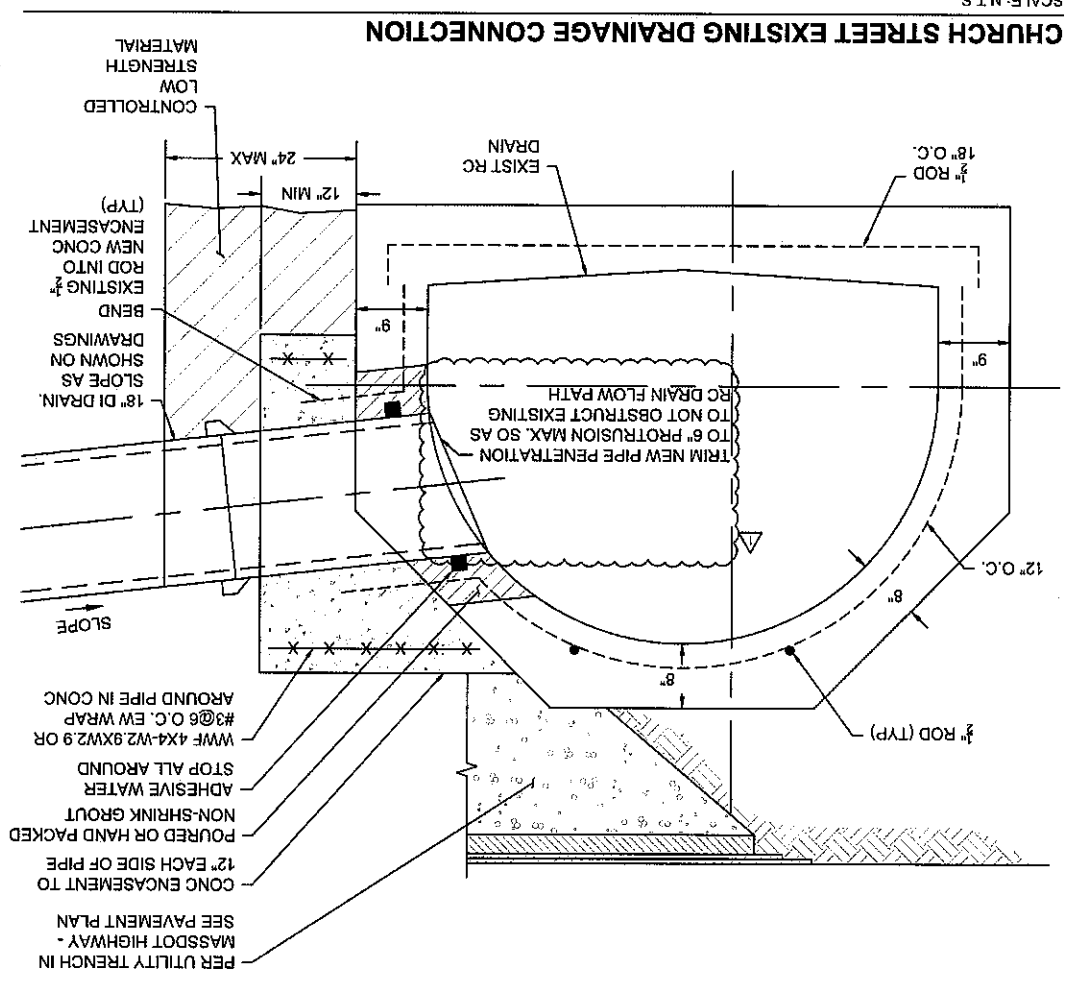 PER UTILITY TRENCH IN
MASSDOT HIGHWAY -
SEE PAVEMENT PLAN
CONC ENCASEMENT TO
12" EACH SIDE OF PIPE
POURED OR HAND PACKED
NON-SHRINK GROUT
ADHESIVE WATER
STOP ALL AROUND
WWF 4X4-W2.9XW2.9 OR
#3@6 O.C. EW WRAP
AROUND PIPE IN CONC
SLOPE
½" ROD (TYP)
8"
8"
12" O.C.
1
TRIM NEW PIPE PENETRATION
TO 6" PROTRUSION MAX. SO AS
TO NOT OBSTRUCT EXISTING
RC DRAIN FLOW PATH
18" DI DRAIN.
SLOPE AS
SHOWN ON
DRAWINGS
9"
9"
BEND
EXISTING ½"
ROD INTO
NEW CONC
ENCASEMENT
(TYP)
½" ROD
18" O.C.
EXIST RC
DRAIN
12" MIN
24" MAX
CONTROLLED
LOW
STRENGTH
MATERIAL
CHURCH STREET EXISTING DRAINAGE CONNECTION
SCALE: N.T.S